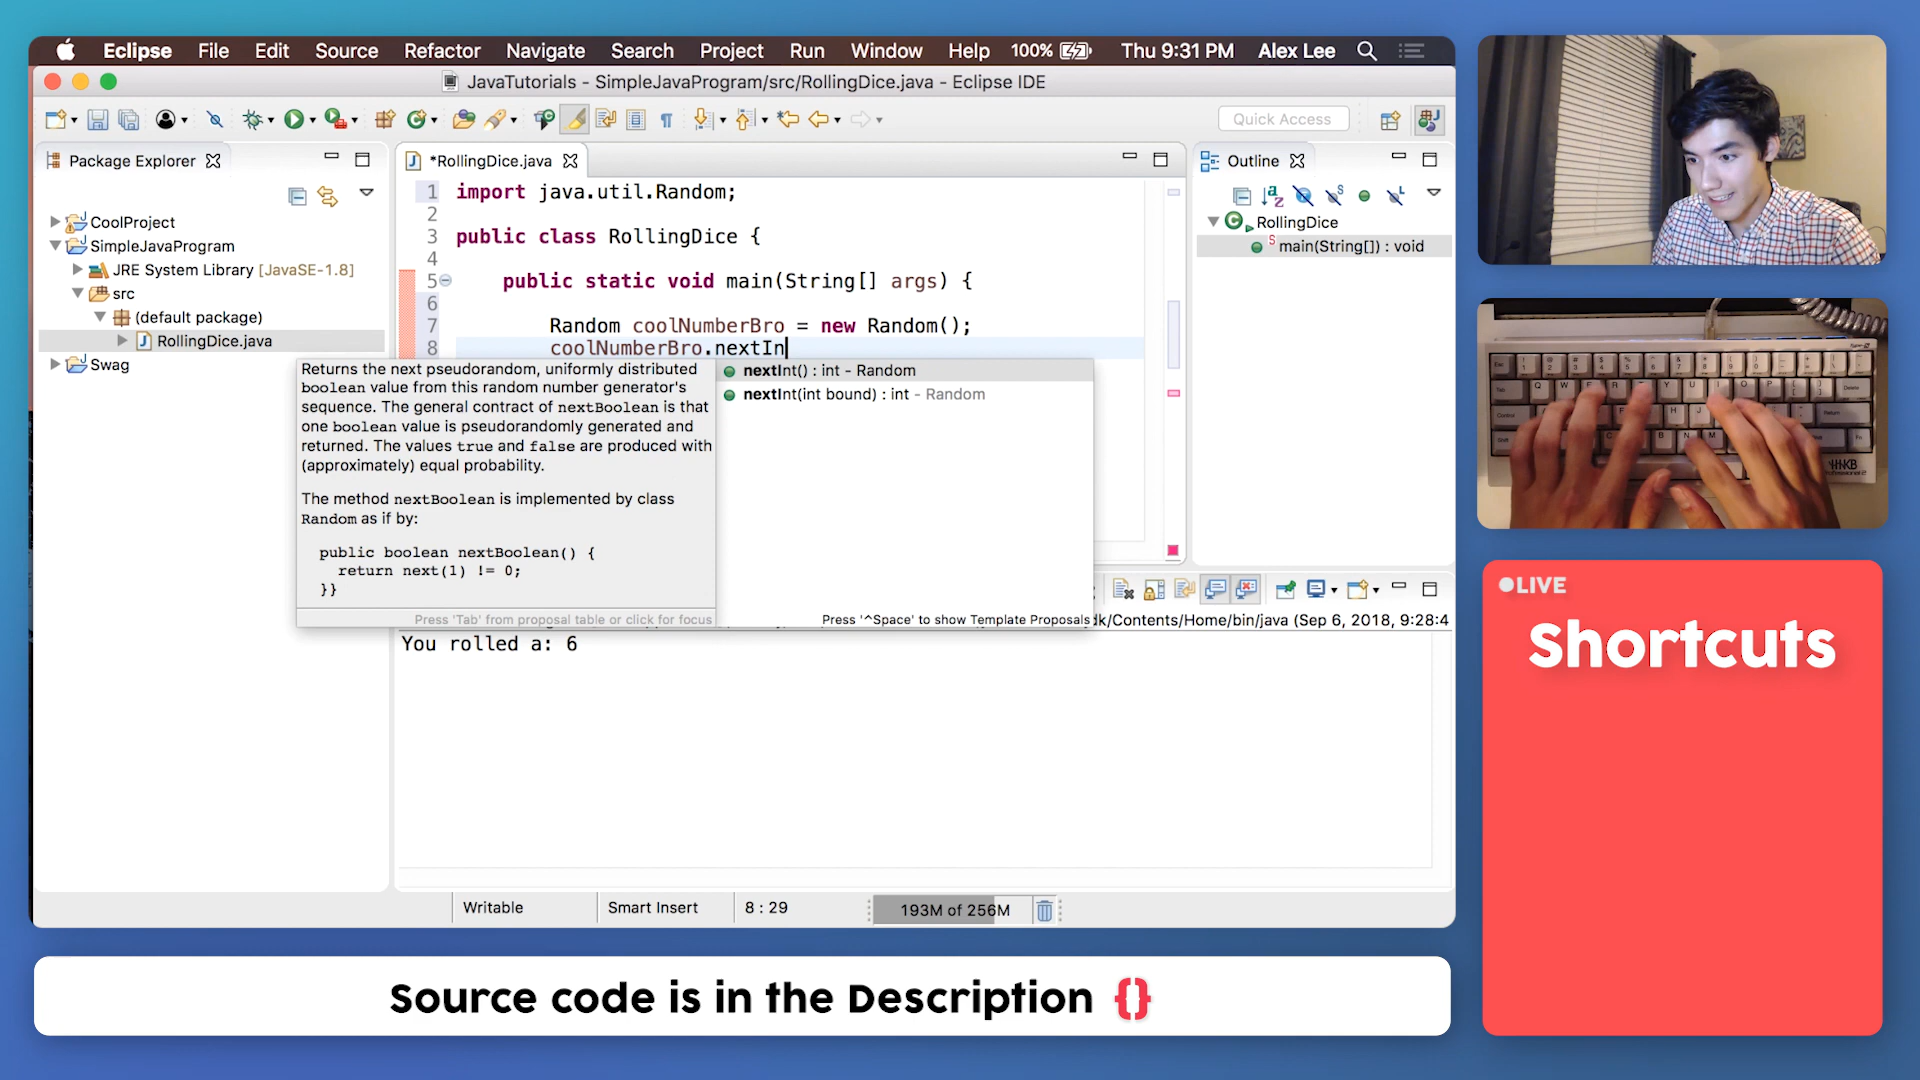 Eclipse File Edit Source Refactor Navigate Search Project Run Window Help 100% Thu 9:31 PM Alex Lee
JavaTutorials - SimpleJavaProgram/src/RollingDice.java - Eclipse IDE
Quick Access
Package Explorer
CoolProject
SimpleJavaProgram
JRE System Library [JavaSE-1.8]
src
(default package)
RollingDice.java
Swag
*RollingDice.java
1 import java.util.Random;
2
3 public class RollingDice {
4
5 public static void main(String[] args) {
6
7 Random coolNumberBro = new Random();
8 coolNumberBro.nextIn
Returns the next pseudorandom, uniformly distributed
boolean value from this random number generator's
sequence. The general contract of nextBoolean is that
one boolean value is pseudorandomly generated and
returned. The values true and false are produced with
(approximately) equal probability.
The method nextBoolean is implemented by class
Random as if by:
public boolean nextBoolean() {
return next(1) != 0;
}}
Press 'Tab' from proposal table or click for focus
nextInt() : int - Random
nextInt(int bound) : int - Random
Press '^Space' to show Template Proposals
dk/Contents/Home/bin/java (Sep 6, 2018, 9:28:4
You rolled a: 6
Outline
RollingDice
main(String[]) : void
Writable
Smart Insert
8 : 29
193M of 256M
LIVE
Shortcuts
Source code is in the Description {}